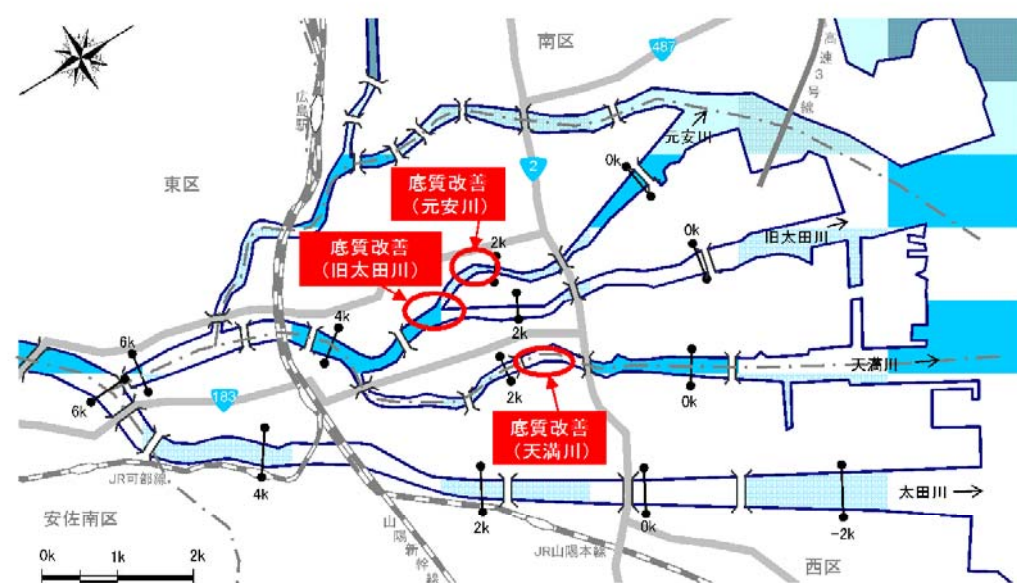 南区
487
高速3号線
広島駅
元安川
0k
東区
2
底質改善
(元安川)
2k
0k
旧太田川
底質改善
(旧太田川)
4k
2k
6k
天満川
2k
0k
6k
183
底質改善
(天満川)
JR可部線
4k
太田川
2k
0k
-2k
安佐南区
山陽新幹線
JR山陽本線
西区
0k 1k 2k